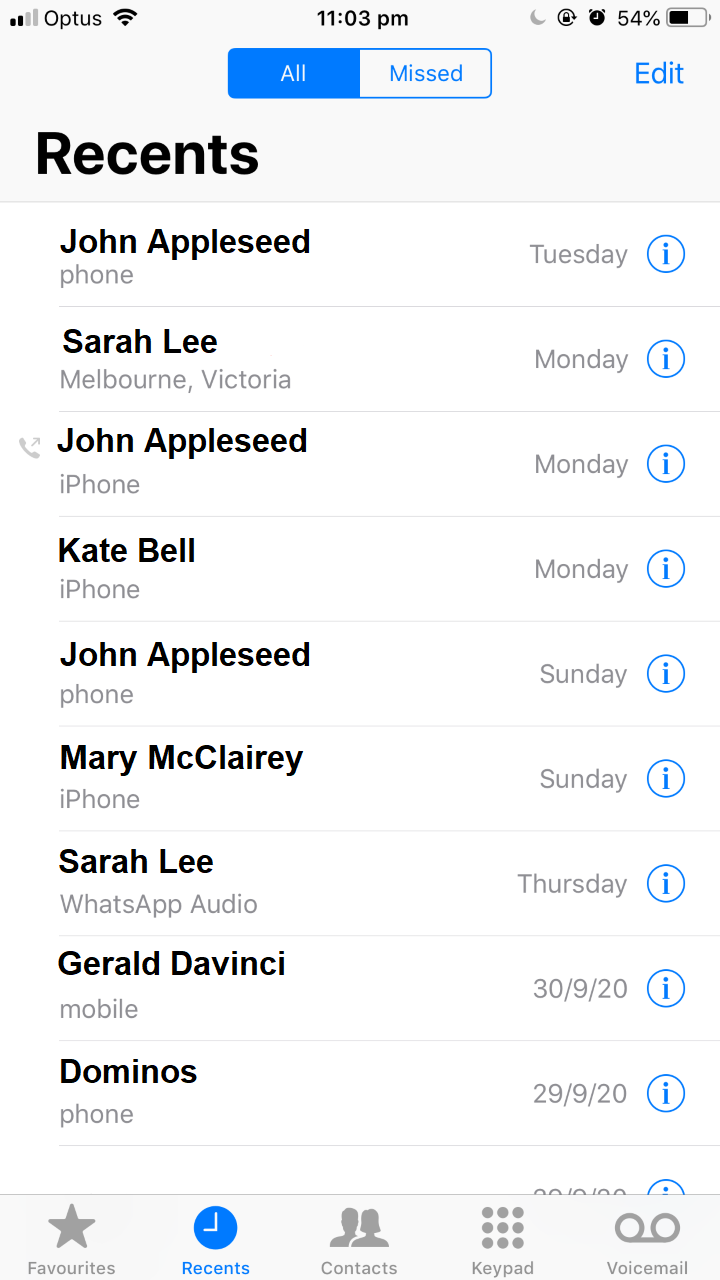 Optus 11:03 pm 54%
All Missed Edit
Recents
John Appleseed
phone Tuesday
Sarah Lee
Melbourne, Victoria Monday
John Appleseed
iPhone Monday
Kate Bell
iPhone Monday
John Appleseed
phone Sunday
Mary McClairey
iPhone Sunday
Sarah Lee
WhatsApp Audio Thursday
Gerald Davinci
mobile 30/9/20
Dominos
phone 29/9/20
Favourites Recents Contacts Keypad Voicemail